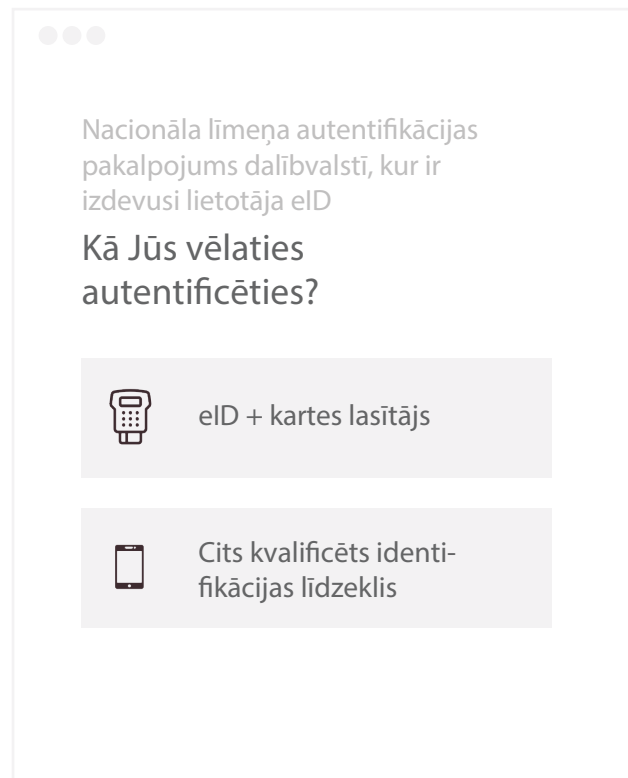 Nacionāla līmeņa autentifikācijas
pakalpojums dalībvalstī, kur ir
izdevusi lietotāja eID
Kā Jūs vēlaties
autentificēties?
eID + kartes lasītājs
Cits kvalificēts identi-
fikācijas līdzeklis